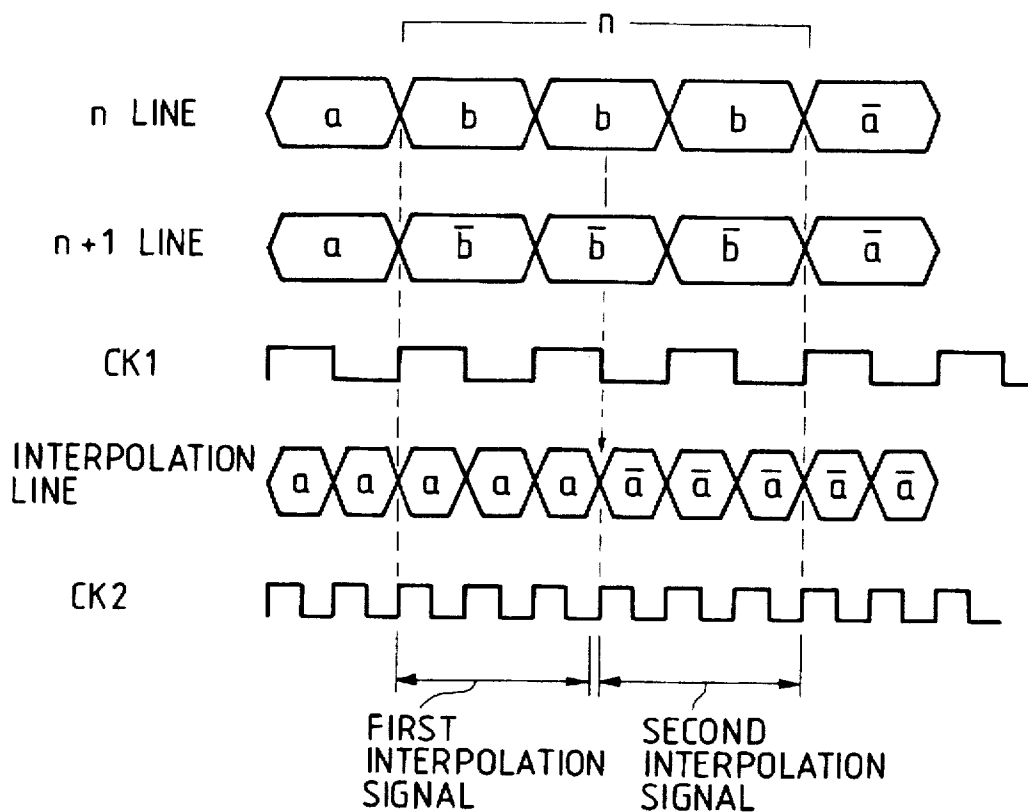 n
n LINE a b b b a̅
n+1 LINE a b̅ b̅ b̅ a̅
CK1
INTERPOLATION
LINE
a a a a a a̅ a̅ a̅ a̅ a̅
CK2
FIRST
INTERPOLATION
SIGNAL
SECOND
INTERPOLATION
SIGNAL